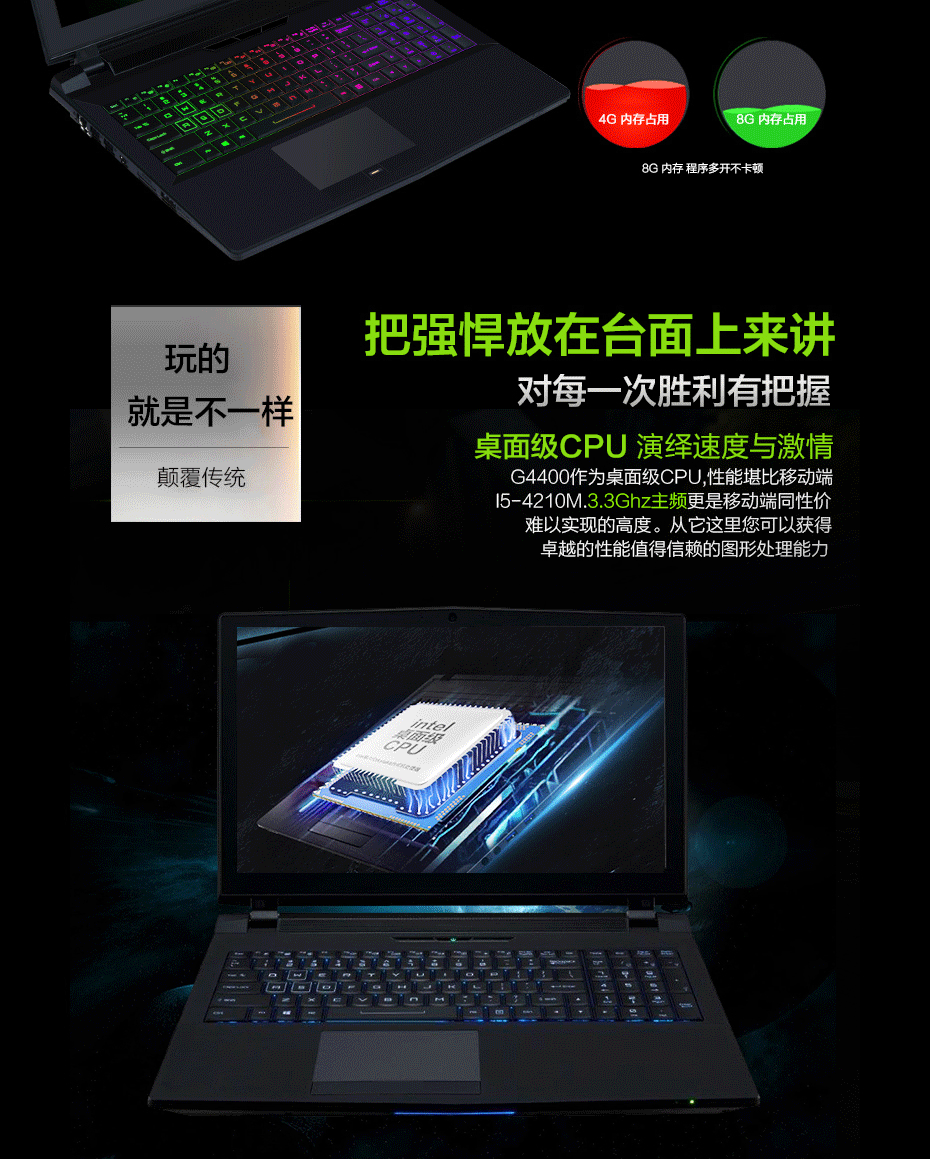 4G 内存占用
8G 内存占用
8G 内存 程序多开不卡顿
玩的
就是不一样
颠覆传统
把强悍放在台面上来讲
对每一次胜利有把握
桌面级CPU 演绎速度与激情
G4400作为桌面级CPU,性能堪比移动端
I5-4210M.3.3Ghz主频更是移动端同性价
难以实现的高度。从它这里您可以获得
卓越的性能值得信赖的图形处理能力
intel
桌面级
CPU